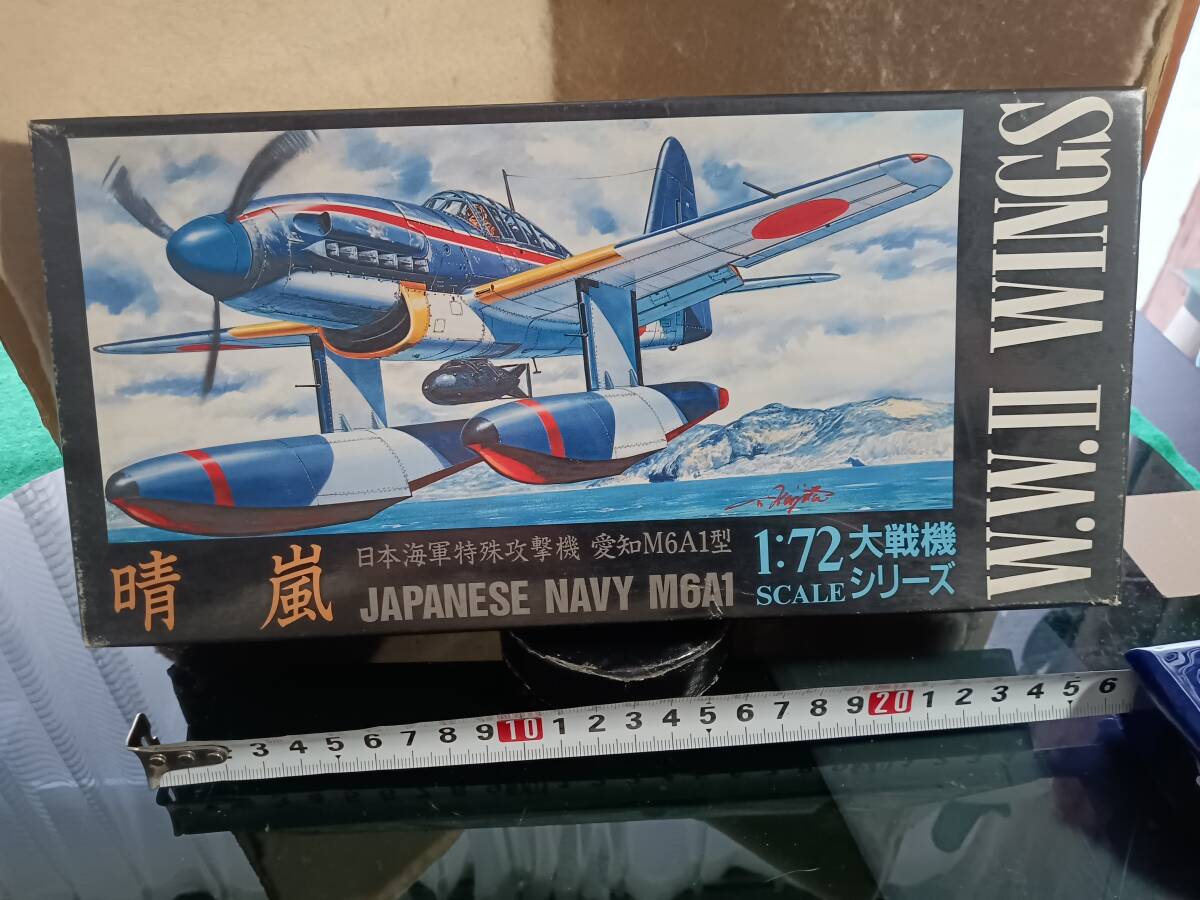 W.W.II WINGS
晴嵐
日本海軍特殊攻撃機 愛知M6A1型
JAPANESE NAVY M6A1
1:72 SCALE
大戦機
シリーズ
3 4 5 6 7 8 9 10 1 2 3 4 5 6 7 8 9 20 1 2 3 4 5 6